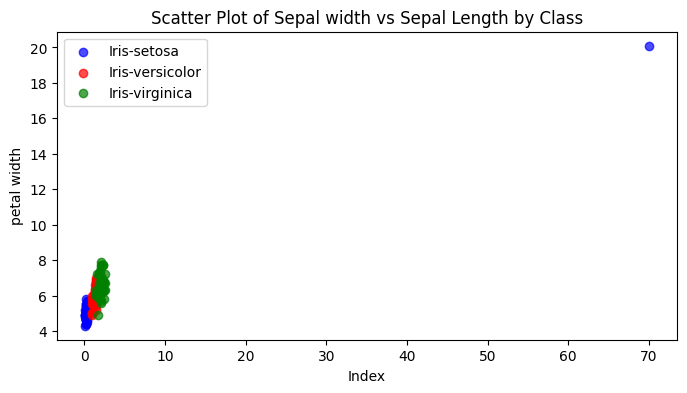 Scatter Plot of Sepal width vs Sepal Length by Class
Iris-setosa
Iris-versicolor
Iris-virginica
petal width
20
18
16
14
12
10
8
6
4
0
10
20
30
40
50
60
70
Index